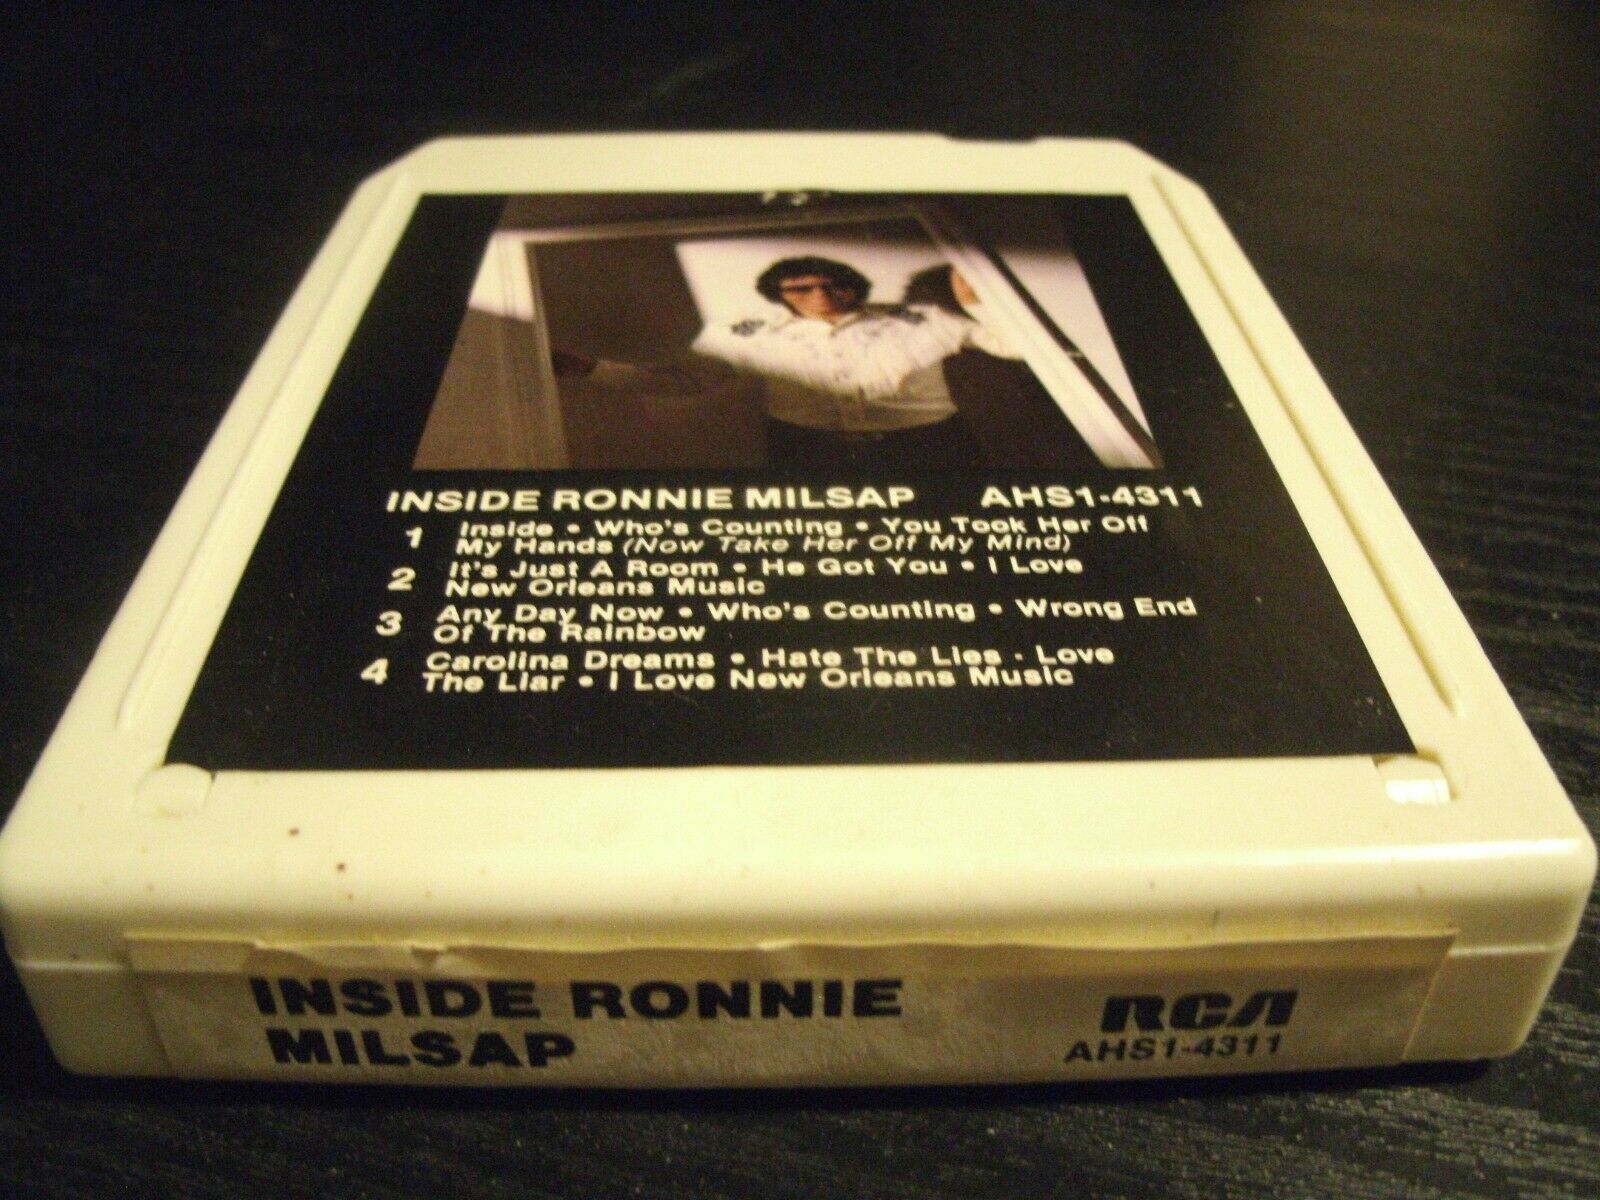 INSIDE RONNIE MILSAP AHS1-4311
1 Inside • Who's Counting • You Took Her Off
My Hands (Now Take Her Off My Mind)
2 It's Just A Room • He Got You • I Love
New Orleans Music
3 Any Day Now • Who's Counting • Wrong End
Of The Rainbow
4 Carolina Dreams • Hate The Lies - Love
The Liar • I Love New Orleans Music
INSIDE RONNIE
MILSAP
RCA
AHS1-4311